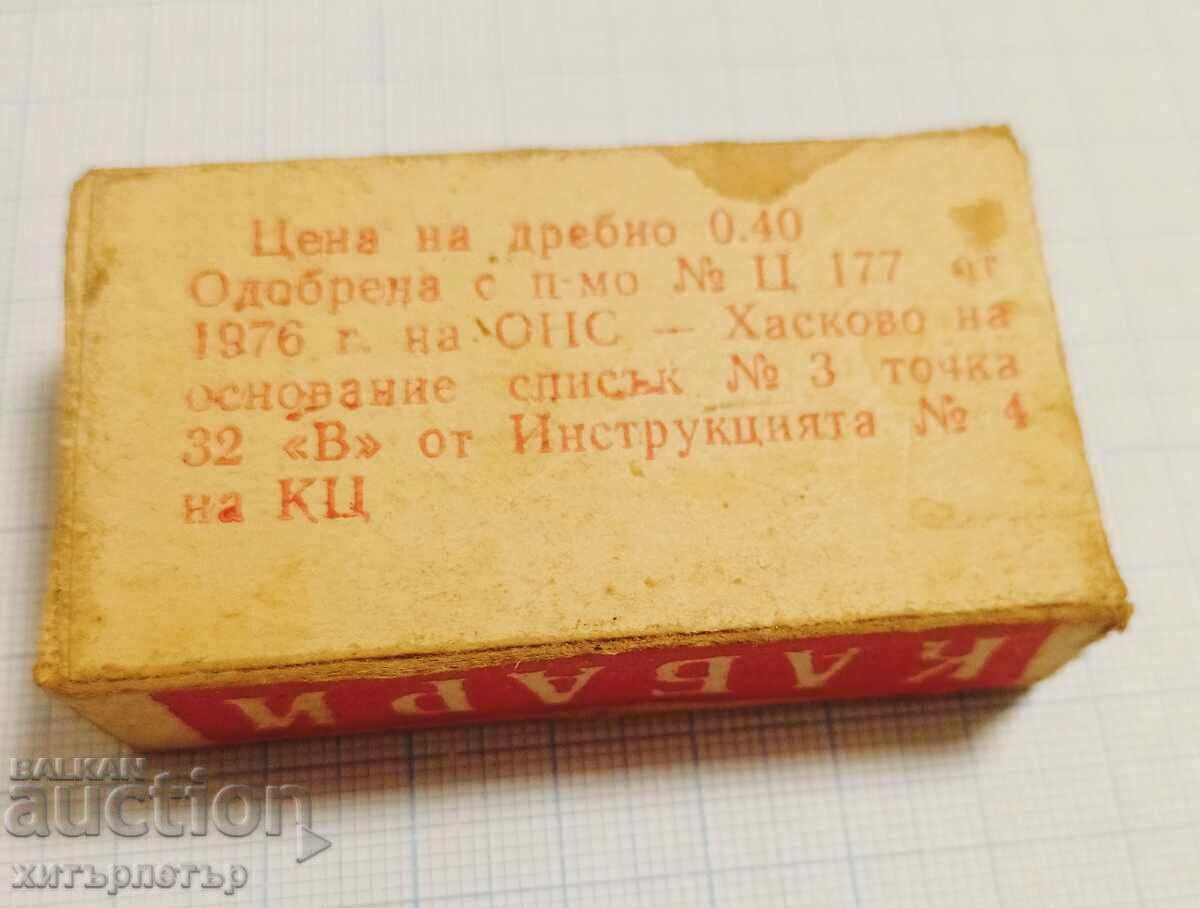 Цена на дребно 0.40
Одобрена с п-мо № Ц 177 от
1976 г. на ОНС — Хасково на
основание списък № 3 точка
32 «В» от Инструкцията № 4
на КЦ
КАБАРИ
BALKAN
auction
хитърпетър